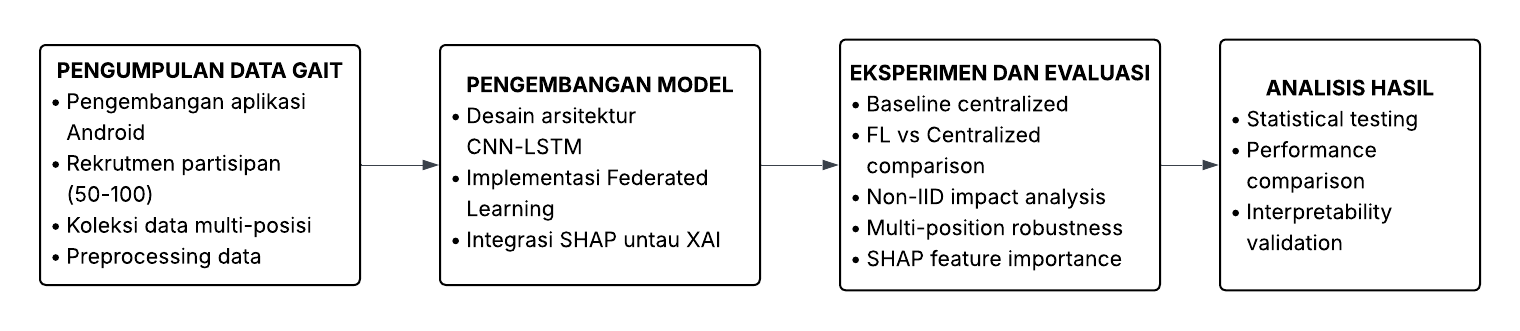 PENGUMPULAN DATA GAIT
• Pengembangan aplikasi
Android
• Rekrutmen partisipan
(50-100)
• Koleksi data multi-posisi
• Preprocessing data
PENGEMBANGAN MODEL
• Desain arsitektur
CNN-LSTM
• Implementasi Federated
Learning
• Integrasi SHAP untau XAI
EKSPERIMEN DAN EVALUASI
• Baseline centralized
• FL vs Centralized
comparison
• Non-IID impact analysis
• Multi-position robustness
• SHAP feature importance
ANALISIS HASIL
• Statistical testing
• Performance
comparison
• Interpretability
validation